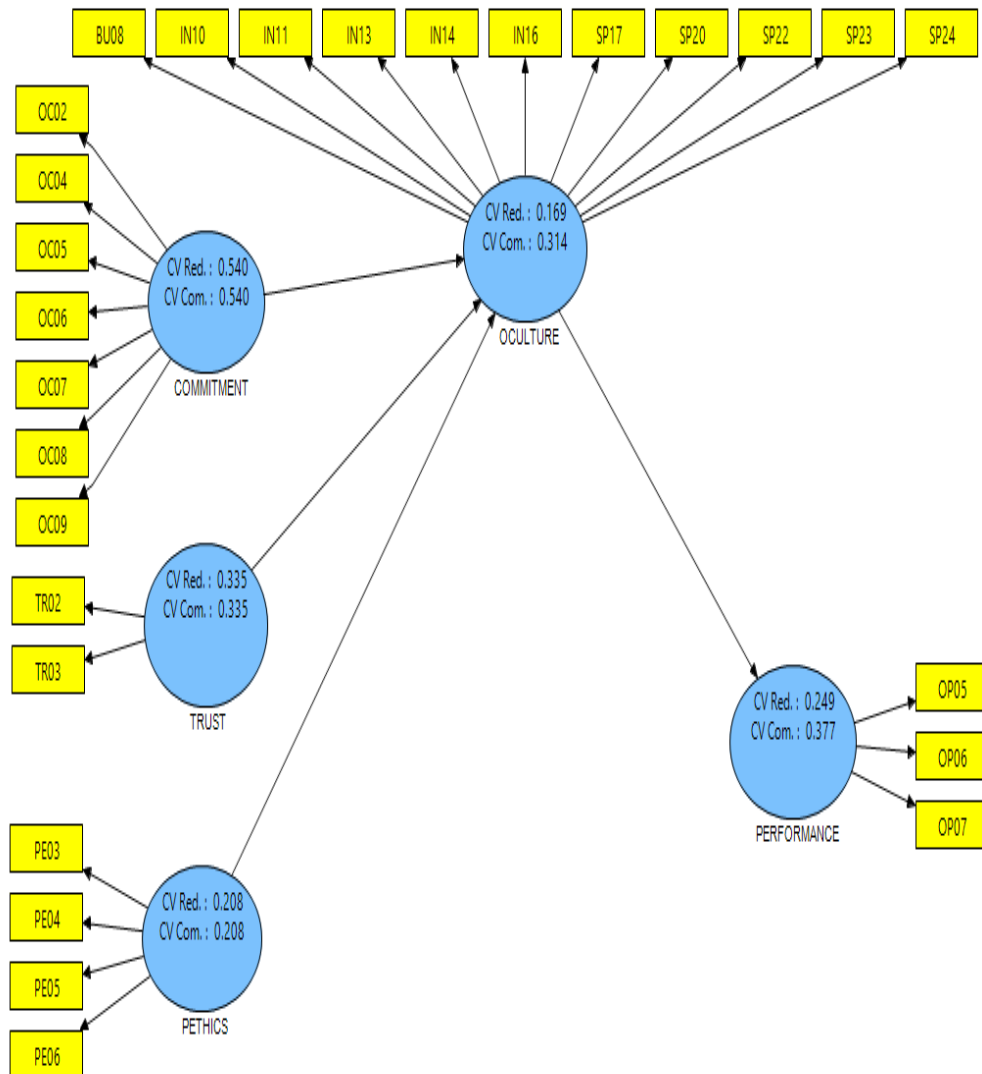 BU08
IN10
IN11
IN13
IN14
IN16
SP17
SP20
SP22
SP23
SP24
OC02
OC04
OC05
OC06
OC07
OC08
OC09
CV Red. : 0.540
CV Com. : 0.540
COMMITMENT
CV Red. : 0.169
CV Com. : 0.314
OCULTURE
TR02
TR03
CV Red. : 0.335
CV Com. : 0.335
TRUST
CV Red. : 0.249
CV Com. : 0.377
PERFORMANCE
OP05
OP06
OP07
PE03
PE04
PE05
PE06
CV Red. : 0.208
CV Com. : 0.208
PETHICS